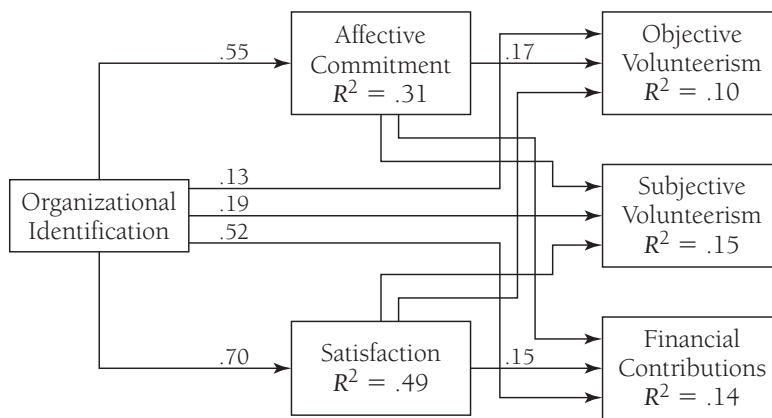 Affective
Commitment
R² = .31
Objective
Volunteerism
R² = .10
.55
.17
Organizational
Identification
.13
.19
.52
Subjective
Volunteerism
R² = .15
.70
Satisfaction
R² = .49
.15
Financial
Contributions
R² = .14